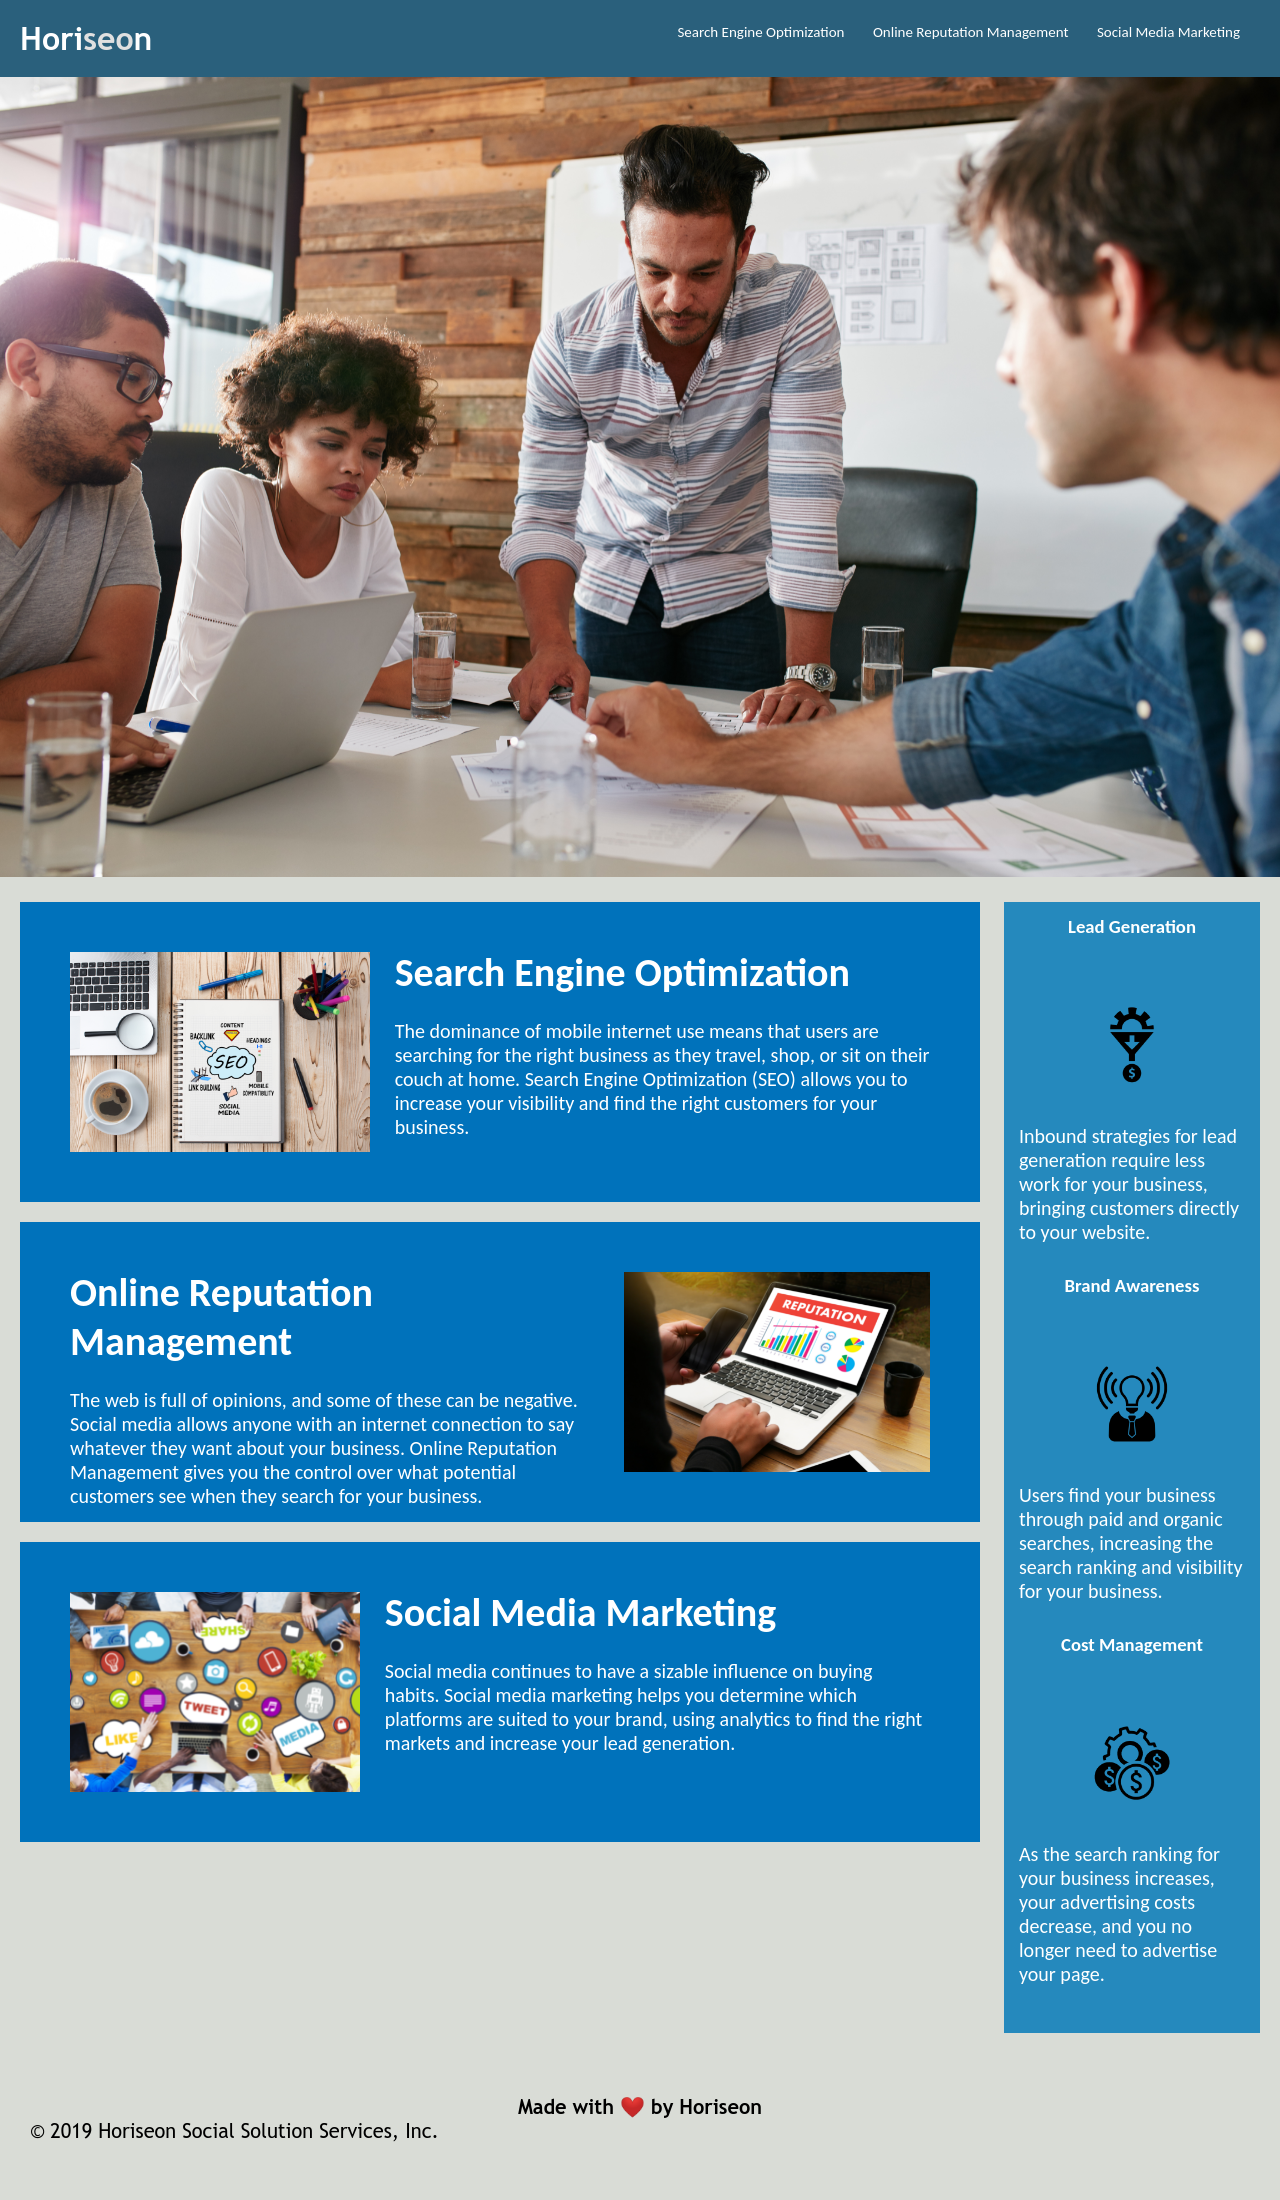 Horiseon
Search Engine Optimization
Online Reputation Management
Social Media Marketing
Search Engine Optimization
The dominance of mobile internet use means that users are
searching for the right business as they travel, shop, or sit on their
couch at home. Search Engine Optimization (SEO) allows you to
increase your visibility and find the right customers for your
business.
CONTENT
BACKLINK
HEADINGS
SEO
LINK BUILDING
MOBILE
COMPATIBILITY
SOCIAL
MEDIA
Online Reputation
Management
The web is full of opinions, and some of these can be negative.
Social media allows anyone with an internet connection to say
whatever they want about your business. Online Reputation
Management gives you the control over what potential
customers see when they search for your business.
REPUTATION
Social Media Marketing
Social media continues to have a sizable influence on buying
habits. Social media marketing helps you determine which
platforms are suited to your brand, using analytics to find the right
markets and increase your lead generation.
SHARE
TWEET
LIKE
MEDIA
Lead Generation
Inbound strategies for lead
generation require less
work for your business,
bringing customers directly
to your website.
Brand Awareness
Users find your business
through paid and organic
searches, increasing the
search ranking and visibility
for your business.
Cost Management
As the search ranking for
your business increases,
your advertising costs
decrease, and you no
longer need to advertise
your page.
Made with ❤️ by Horiseon
© 2019 Horiseon Social Solution Services, Inc.